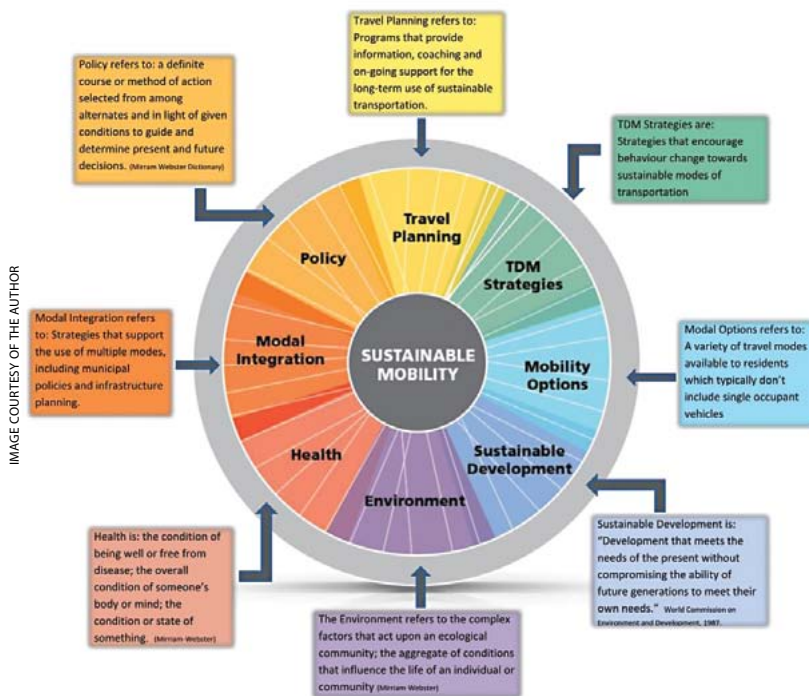 Travel Planning refers to:
Programs that provide
information, coaching and
on-going support for the
long-term use of sustainable
transportation.
Policy refers to: a definite
course or method of action
selected from among
alternates and in light of given
conditions to guide and
determine present and future
decisions. (Mirram Webster Dictionary)
TDM Strategies are:
Strategies that encourage
behaviour change towards
sustainable modes of
transportation
Travel
Planning
Policy
TDM
Strategies
Modal
Integration
SUSTAINABLE
MOBILITY
Mobility
Options
Health
Sustainable
Development
Environment
IMAGE COURTESY OF THE AUTHOR
Modal Integration refers
to: Strategies that support
the use of multiple modes,
including municipal
policies and infrastructure
planning.
Modal Options refers to:
A variety of travel modes
available to residents
which typically don't
include single occupant
vehicles
Health is: the condition of
being well or free from
disease; the overall
condition of someone's
body or mind; the
condition or state of
something. (Mirriam-Webster)
Sustainable Development is:
"Development that meets the
needs of the present without
compromising the ability of
future generations to meet their
own needs." World Commission on
Environment and Development, 1987.
The Environment refers to the complex
factors that act upon an ecological
community; the aggregate of conditions
that influence the life of an individual or
community (Mirriam Webster)